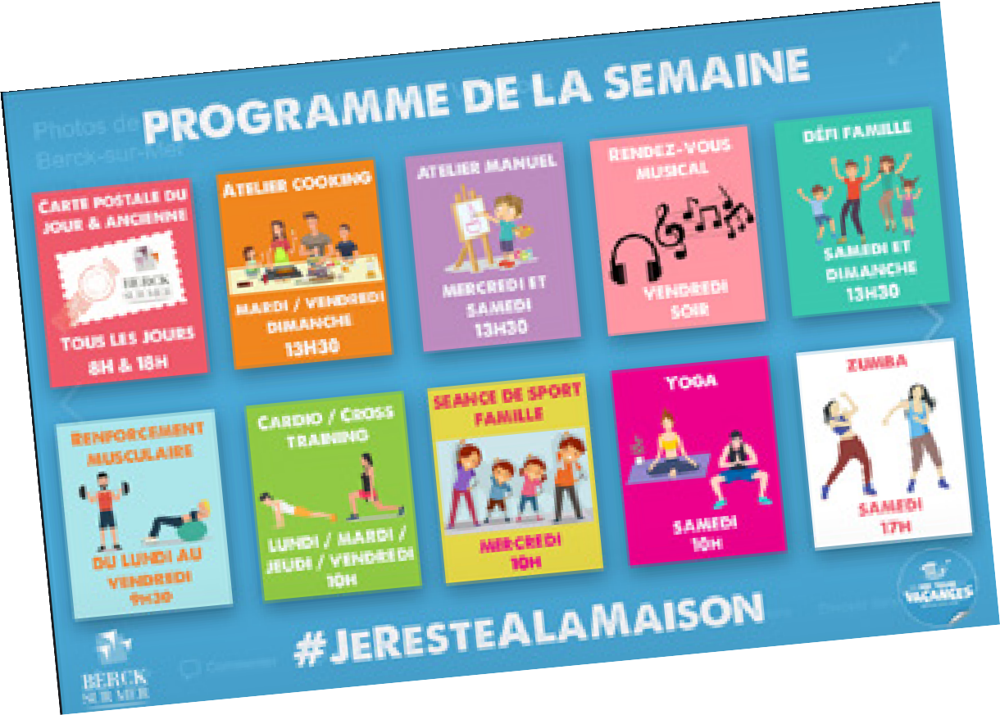 PROGRAMME DE LA SEMAINE
Photos de
Berck-sur-Mer
CARTE POSTALE DU
JOUR & ANCIENNE
BERCK
SUR MER
TOUS LES JOURS
8H & 18H
ATELIER COOKING
MARDI / VENDREDI
DIMANCHE
13H30
ATELIER MANUEL
MERCREDI ET
SAMEDI
13H30
RENDEZ-VOUS
MUSICAL
VENDREDI
SOIR
DÉFI FAMILLE
SAMEDI ET
DIMANCHE
13H30
RENFORCEMENT
MUSCULAIRE
DU LUNDI AU
VENDREDI
9H30
CARDIO / CROSS
TRAINING
LUNDI / MARDI /
JEUDI / VENDREDI
10H
SEANCE DE SPORT
FAMILLE
MERCREDI
10H
YOGA
SAMEDI
10H
ZUMBA
SAMEDI
17H
#JERESTEALAMAISON
BERCK
SUR MER
VACANCES